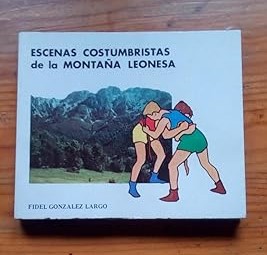 ESCENAS COSTUMBRISTAS
de la MONTAÑA LEONESA
FIDEL GONZALEZ LARGO